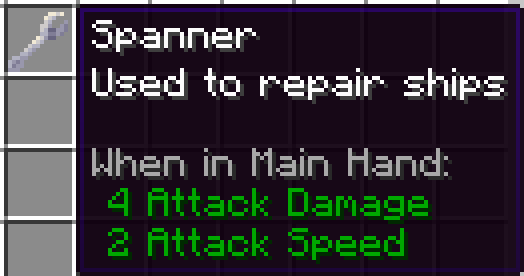 Spanner
Used to repair ships
When in Main Hand:
4 Attack Damage
2 Attack Speed